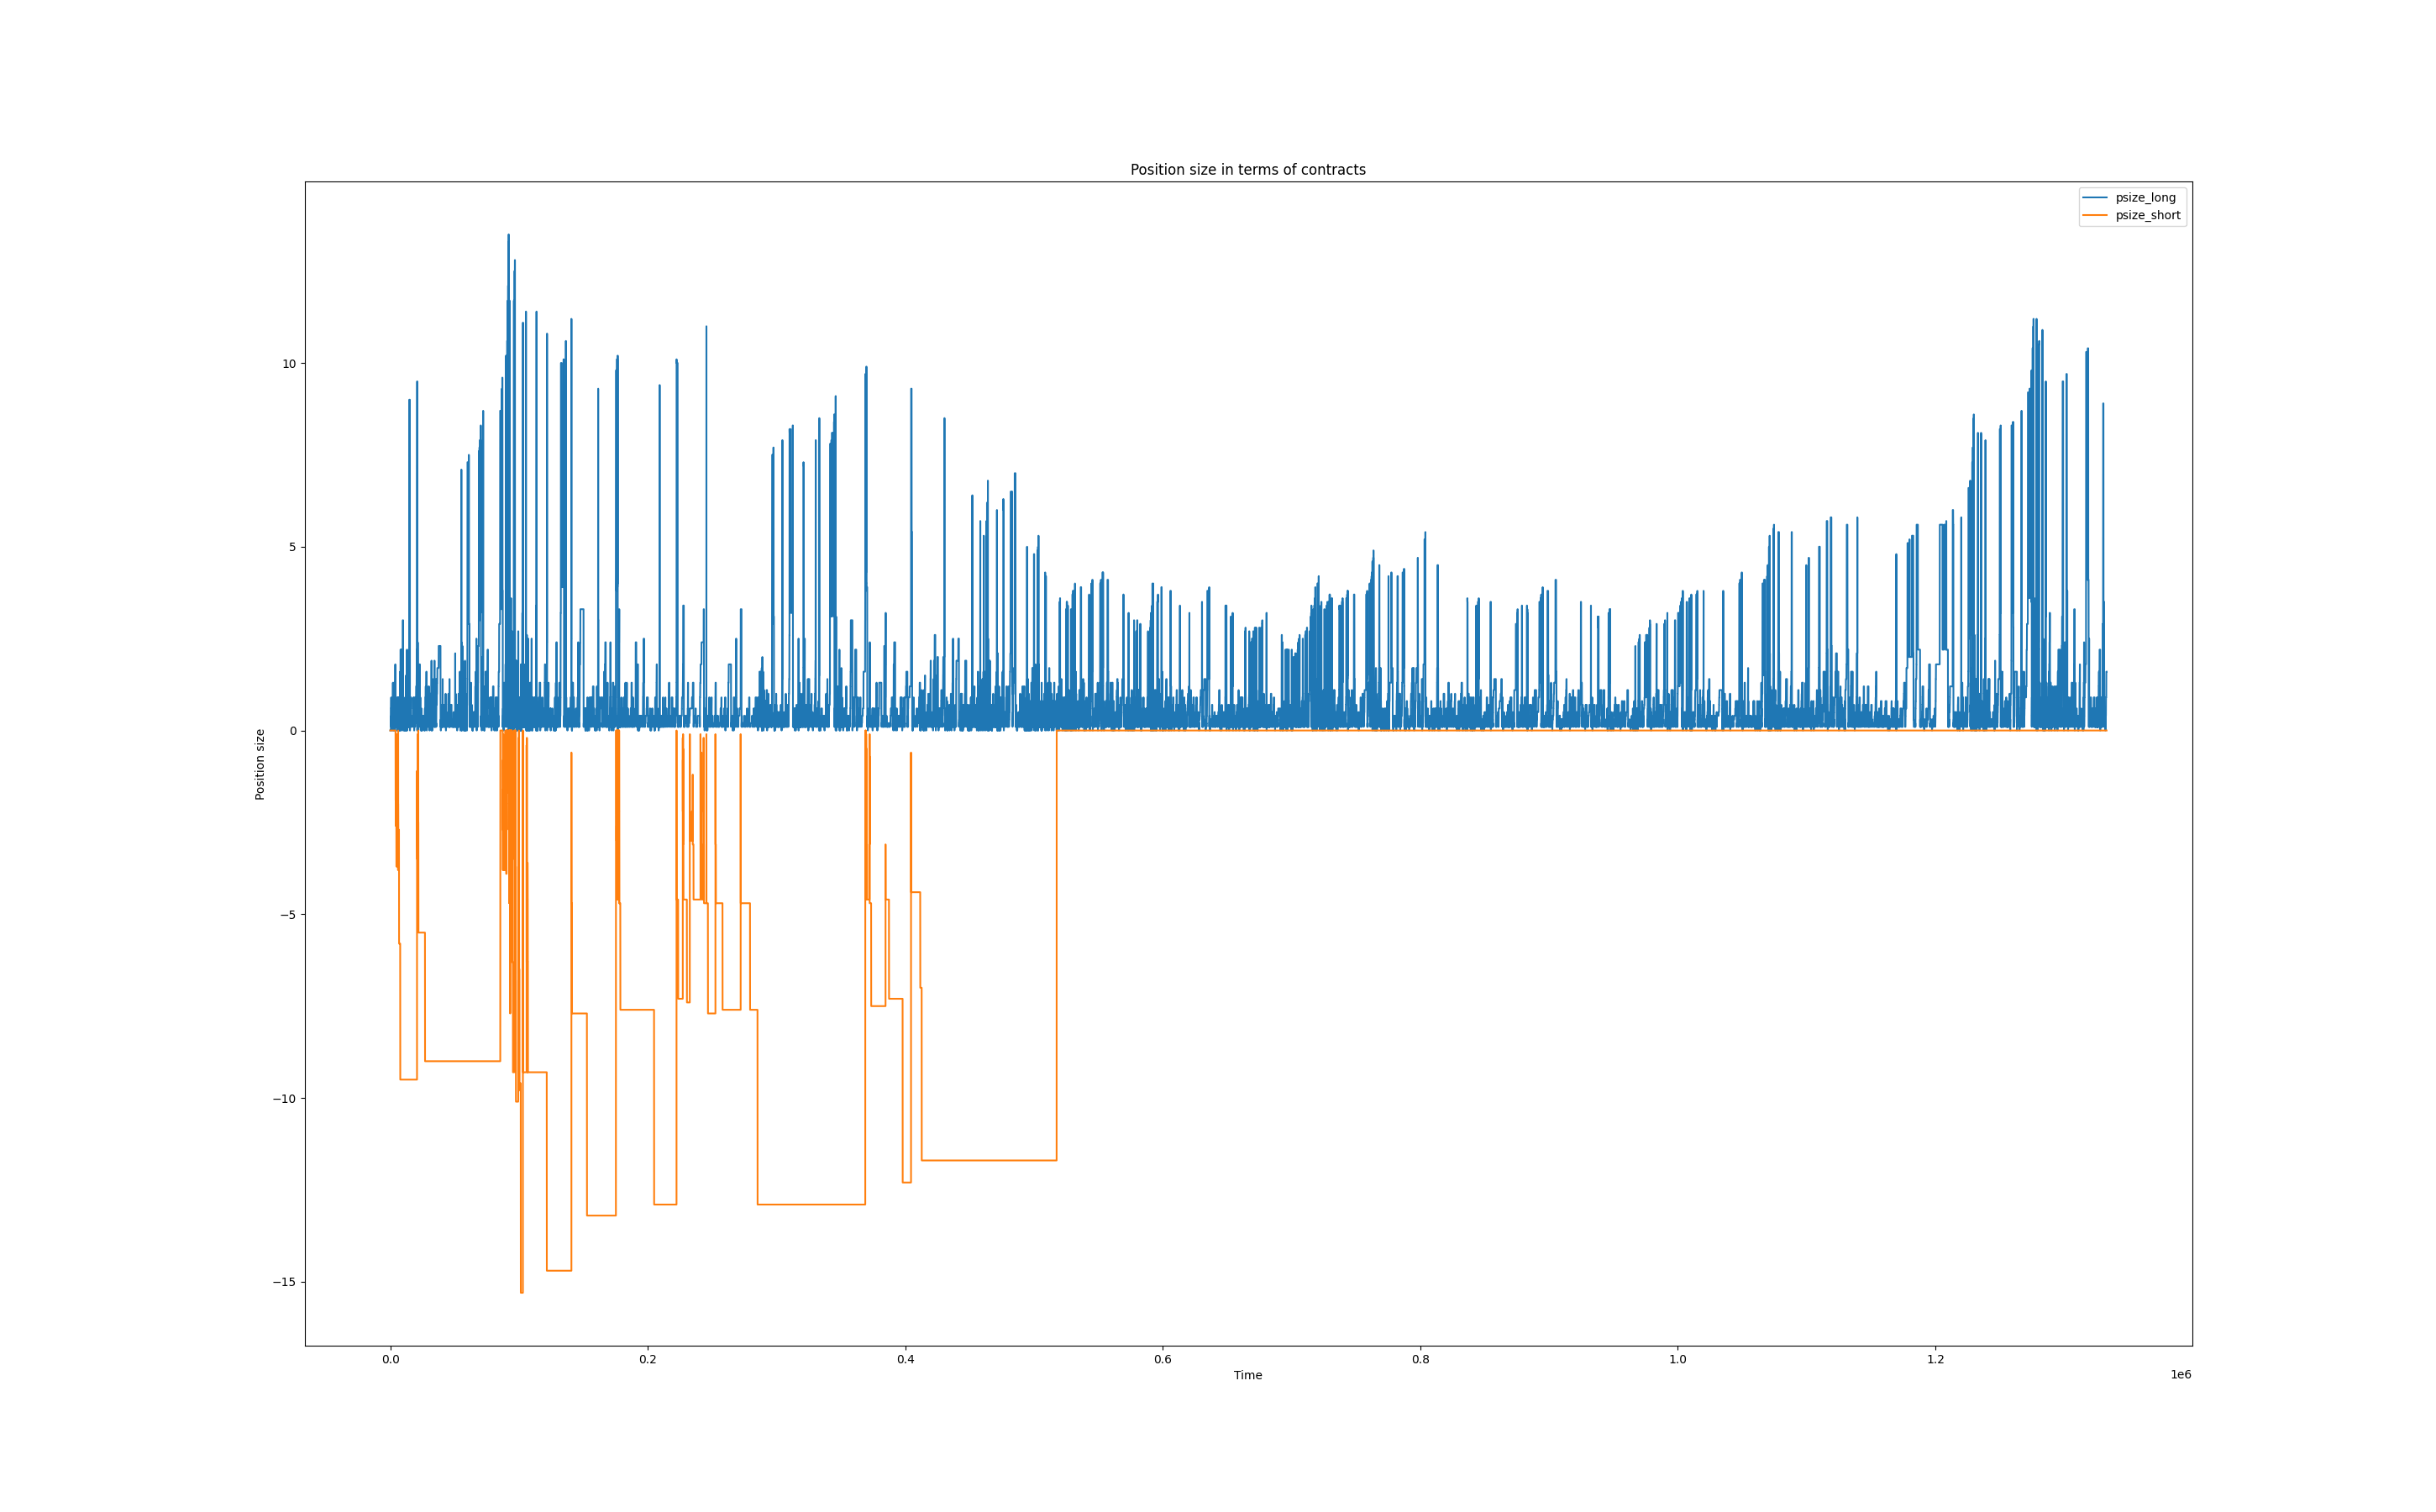 Position size in terms of contracts
psize_long
psize_short
10
5
0
−5
−10
−15
Position size
0.0 0.2 0.4 0.6 0.8 1.0 1.2
Time
1e6